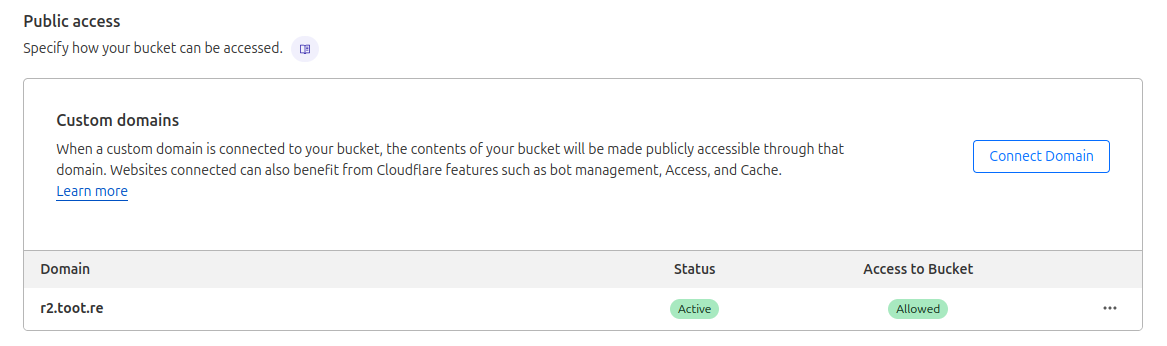 Public access
Specify how your bucket can be accessed.
Custom domains
When a custom domain is connected to your bucket, the contents of your bucket will be made publicly accessible through that
domain. Websites connected can also benefit from Cloudflare features such as bot management, Access, and Cache.
Learn more
Connect Domain
Domain Status Access to Bucket
r2.toot.re Active Allowed